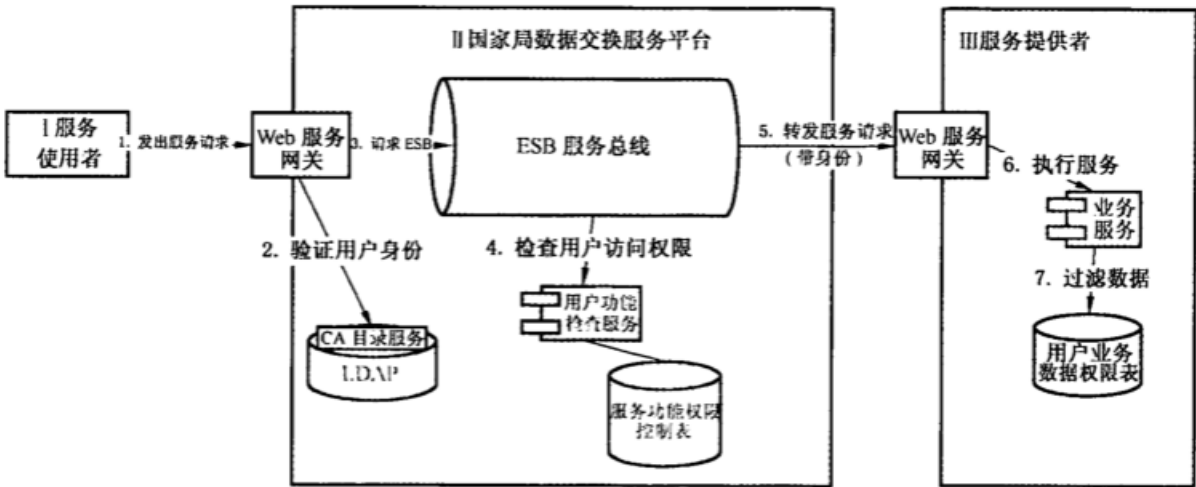 II 国家局数据交换服务平台
III服务提供者
I 服务
使用者
1. 发出服务请求
Web 服务
网关
3. 请求 ESB
ESB 服务总线
5. 转发服务请求
(带身份)
Web 服务
网关
6. 执行服务
业务
服务
2. 验证用户身份
4. 检查用户访问权限
7. 过滤数据
用户功能
检查服务
CA 目录服务
LDAP
用户业务
数据权限表
服务功能权限
控制表